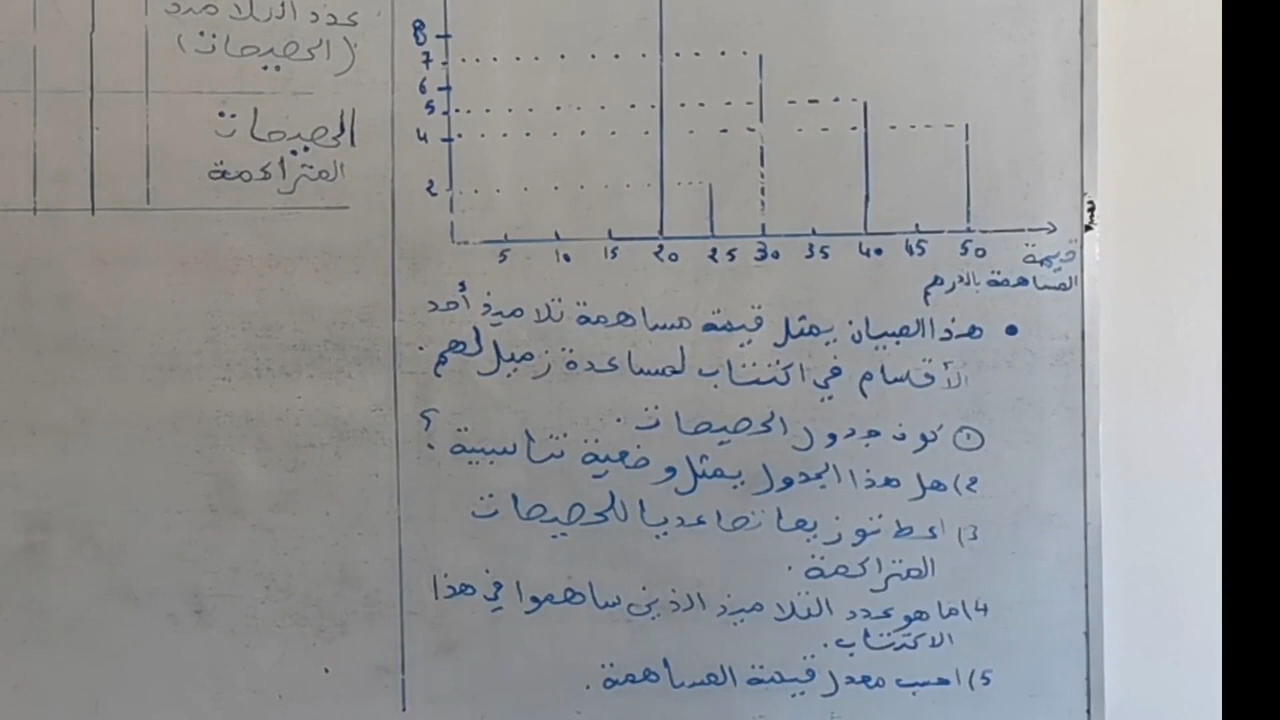 عدد التلاميذ
(الحصيصات)
الحصيصات
المتراكمة
8
7
6
5
4
2
5 10 15 20 25 30 35 40 45 50
قيمة
المساهمة بالدرهم
• هذا البيان يمثل قيمة مساهمة تلاميذ أحد
الأقسام في اكتتاب لمساعدة زميل لهم.
① كون جدول الحصيصات.
2) هل هذا الجدول يمثل وضعية تناسبية؟
3) اعط توزيعا تصاعديا للحصيصات
المتراكمة.
4) ما هو عدد التلاميذ الذين ساهموا في هذا
الاكتتاب.
5) احسب معدل قيمة المساهمة.